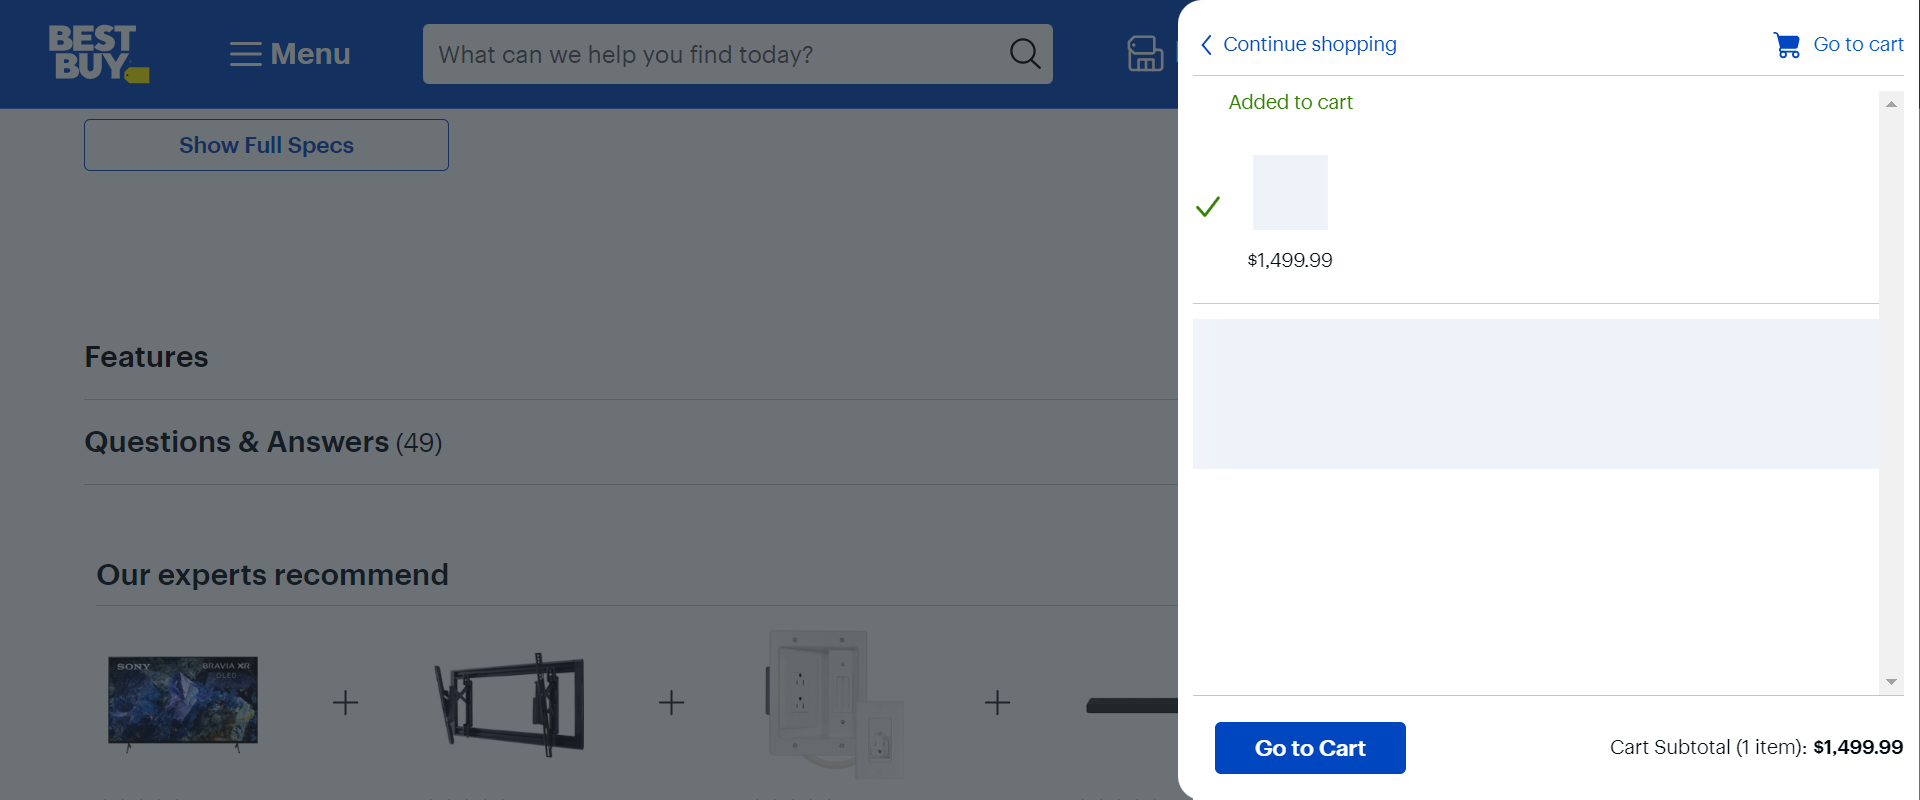 BEST
BUY
Menu
What can we help you find today?
Continue shopping
Go to cart
Added to cart
$1,499.99
Show Full Specs
Features
Questions & Answers (49)
Our experts recommend
SONY
BRAVIA XR
OLED
Go to Cart
Cart Subtotal (1 item): $1,499.99